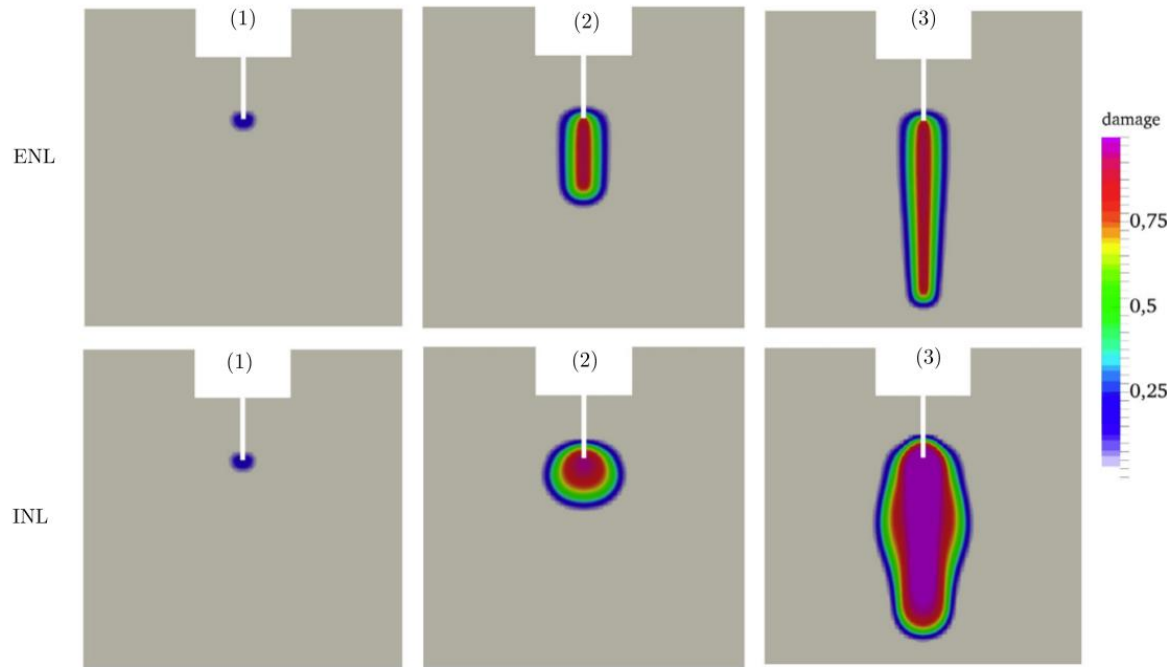 (1) (2) (3)
damage
ENL
0,75
0,5
(1) (2) (3)
0,25
INL